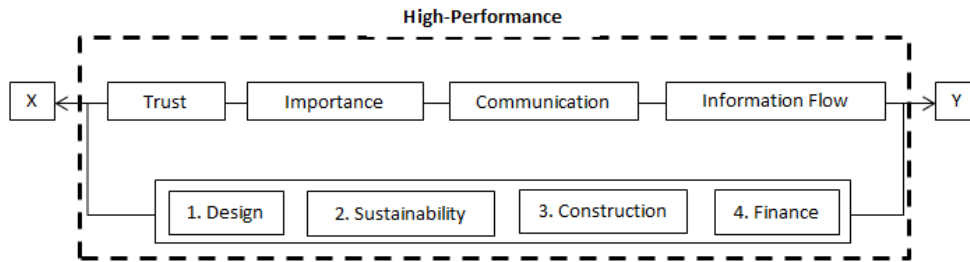 High-Performance
X
Trust
Importance
Communication
Information Flow
Y
1. Design
2. Sustainability
3. Construction
4. Finance